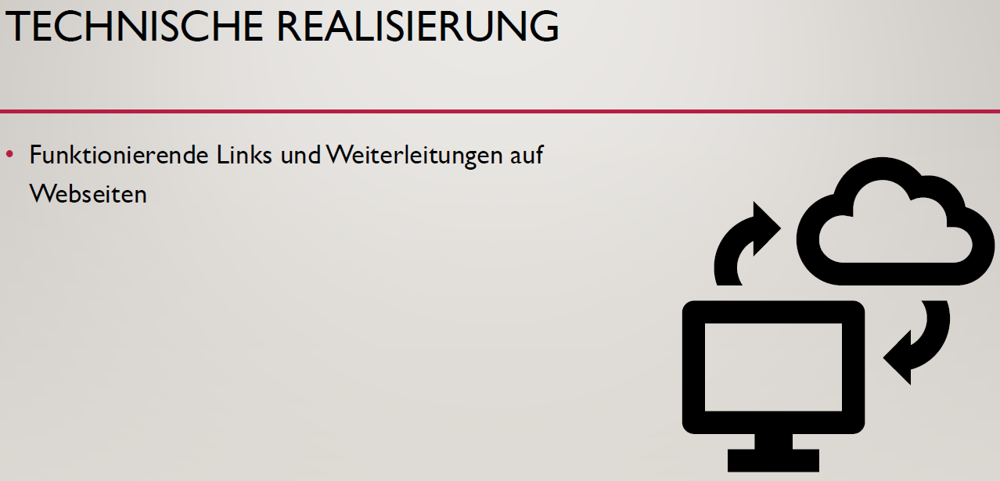 TECHNISCHE REALISIERUNG
• Funktionierende Links und Weiterleitungen auf
Webseiten